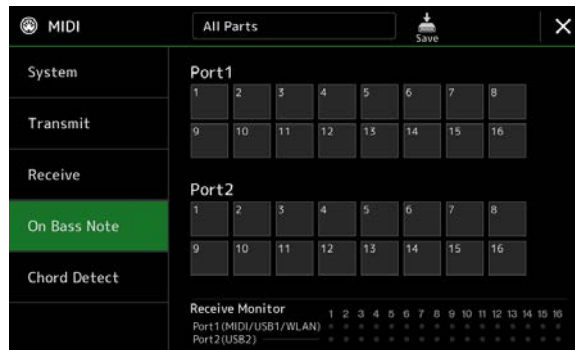 MIDI
All Parts
Save
System
Transmit
Receive
On Bass Note
Chord Detect
Port1
1 2 3 4 5 6 7 8
9 10 11 12 13 14 15 16
Port2
1 2 3 4 5 6 7 8
9 10 11 12 13 14 15 16
Receive Monitor 1 2 3 4 5 6 7 8 9 10 11 12 13 14 15 16
Port1(MIDI/USB1/WLAN)
Port2(USB2)